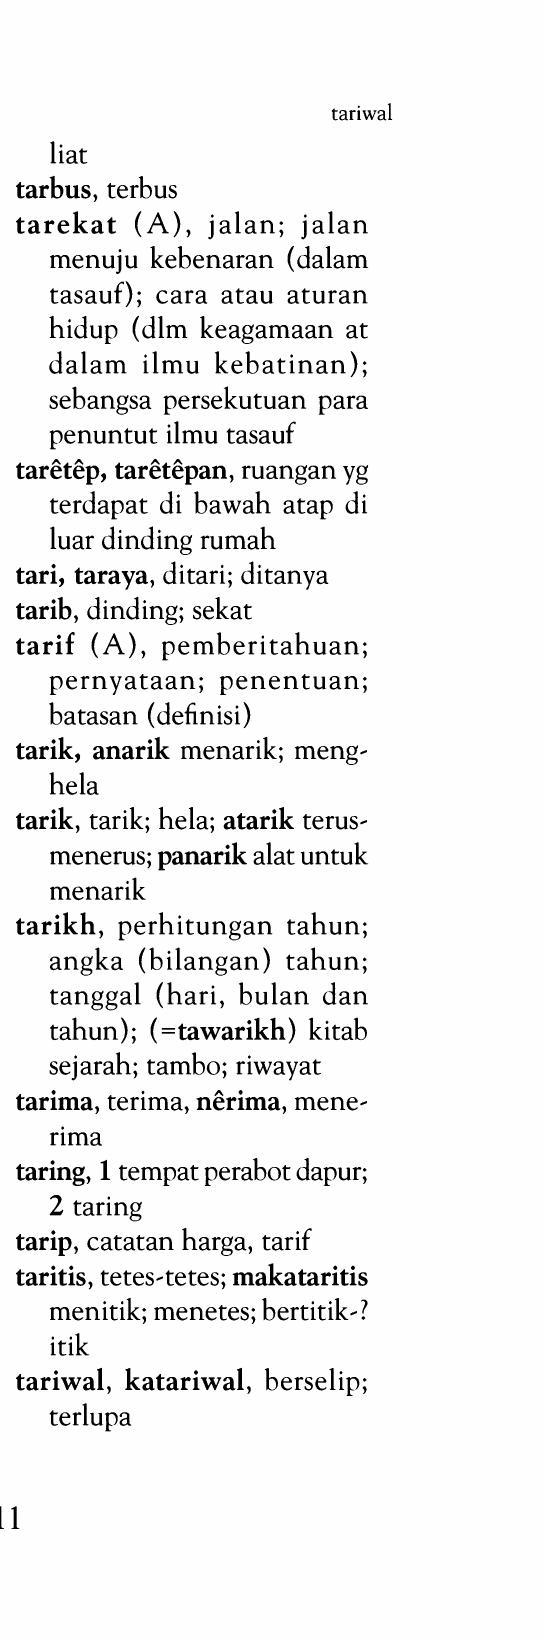 tariwal
liat
tarbus, terbus
tarekat (A), jalan; jalan
menuju kebenaran (dalam
tasauf); cara atau aturan
hidup (dlm keagamaan at
dalam ilmu kebatinan);
sebangsa persekutuan para
penuntut ilmu tasauf
tarêtêp, tarêtêpan, ruangan yg
terdapat di bawah atap di
luar dinding rumah
tari, taraya, ditari; ditanya
tarib, dinding; sekat
tarif (A), pemberitahuan;
pernyataan; penentuan;
batasan (definisi)
tarik, anarik menarik; meng-
hela
tarik, tarik; hela; atarik terus-
menerus; panarik alat untuk
menarik
tarikh, perhitungan tahun;
angka (bilangan) tahun;
tanggal (hari, bulan dan
tahun); (=tawarikh) kitab
sejarah; tambo; riwayat
tarima, terima, nêrima, mene-
rima
taring, 1 tempat perabot dapur;
2 taring
tarip, catatan harga, tarif
taritis, tetes-tetes; makataritis
menitik; menetes; bertitik-?
itik
tariwal, katariwal, berselip;
terlupa
11